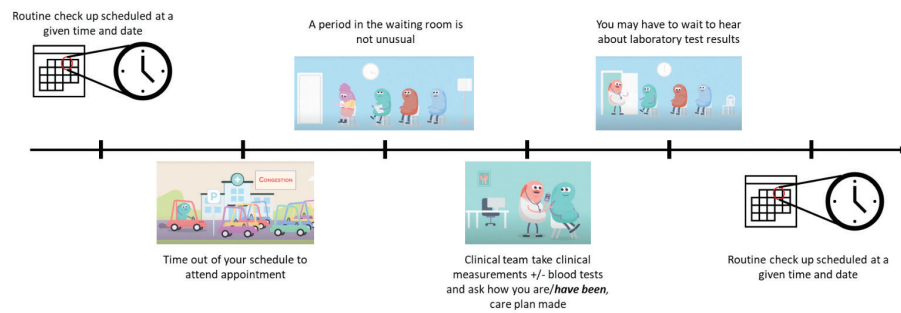 Routine check up scheduled at a
given time and date
A period in the waiting room is
not unusual
You may have to wait to hear
about laboratory test results
P
CONGESTION
Time out of your schedule to
attend appointment
Clinical team take clinical
measurements +/- blood tests
and ask how you are/have been,
care plan made
Routine check up scheduled at a
given time and date